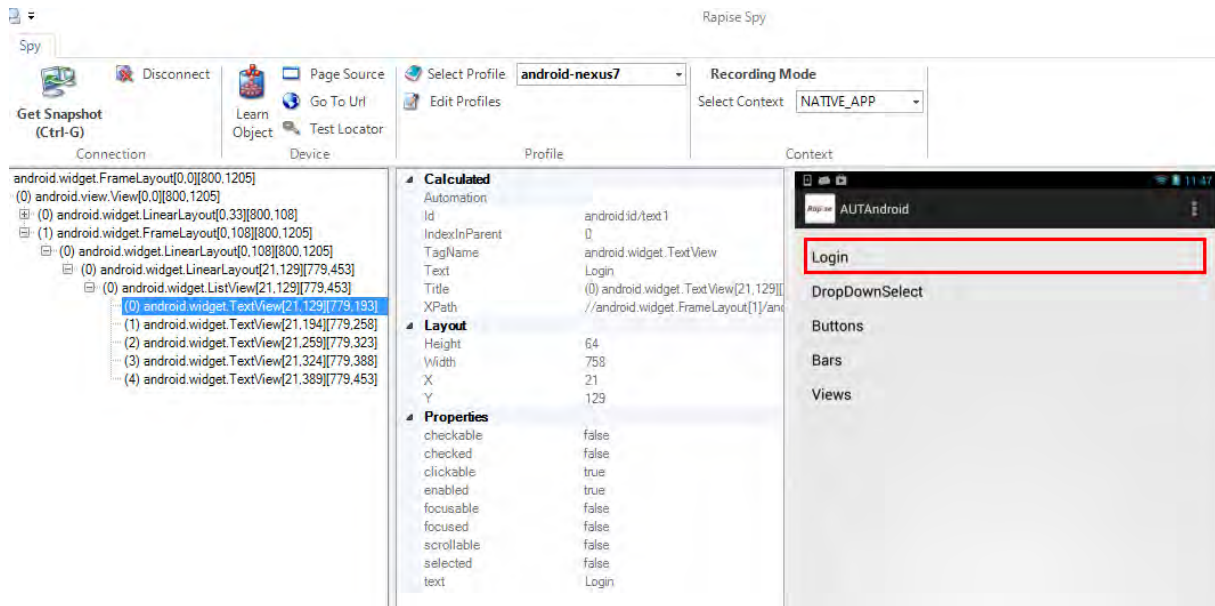 Rapise Spy
Spy
Get Snapshot
(Ctrl-G)
Disconnect
Connection
Learn
Object
Page Source
Go To Url
Test Locator
Device
Select Profile android-nexus7
Edit Profiles
Profile
Recording Mode
Select Context NATIVE_APP
Context
android.widget.FrameLayout[0,0][800,1205]
(0) android.view.View[0,0][800,1205]
(0) android.widget.LinearLayout[0,33][800,108]
(1) android.widget.FrameLayout[0,108][800,1205]
(0) android.widget.LinearLayout[0,108][800,1205]
(0) android.widget.LinearLayout[21,129][779,453]
(0) android.widget.ListView[21,129][779,453]
(0) android.widget.TextView[21,129][779,193]
(1) android.widget.TextView[21,194][779,258]
(2) android.widget.TextView[21,259][779,323]
(3) android.widget.TextView[21,324][779,388]
(4) android.widget.TextView[21,389][779,453]
Calculated
Automation
Id android:id/text1
IndexInParent 0
TagName android.widget.TextView
Text Login
Title (0) android.widget.TextView[21,129][
XPath //android.widget.FrameLayout[1]/and
Layout
Height 64
Width 758
X 21
Y 129
Properties
checkable false
checked false
clickable true
enabled true
focusable false
focused false
scrollable false
selected false
text Login
11:47
Rapise AUTAndroid
Login
DropDownSelect
Buttons
Bars
Views